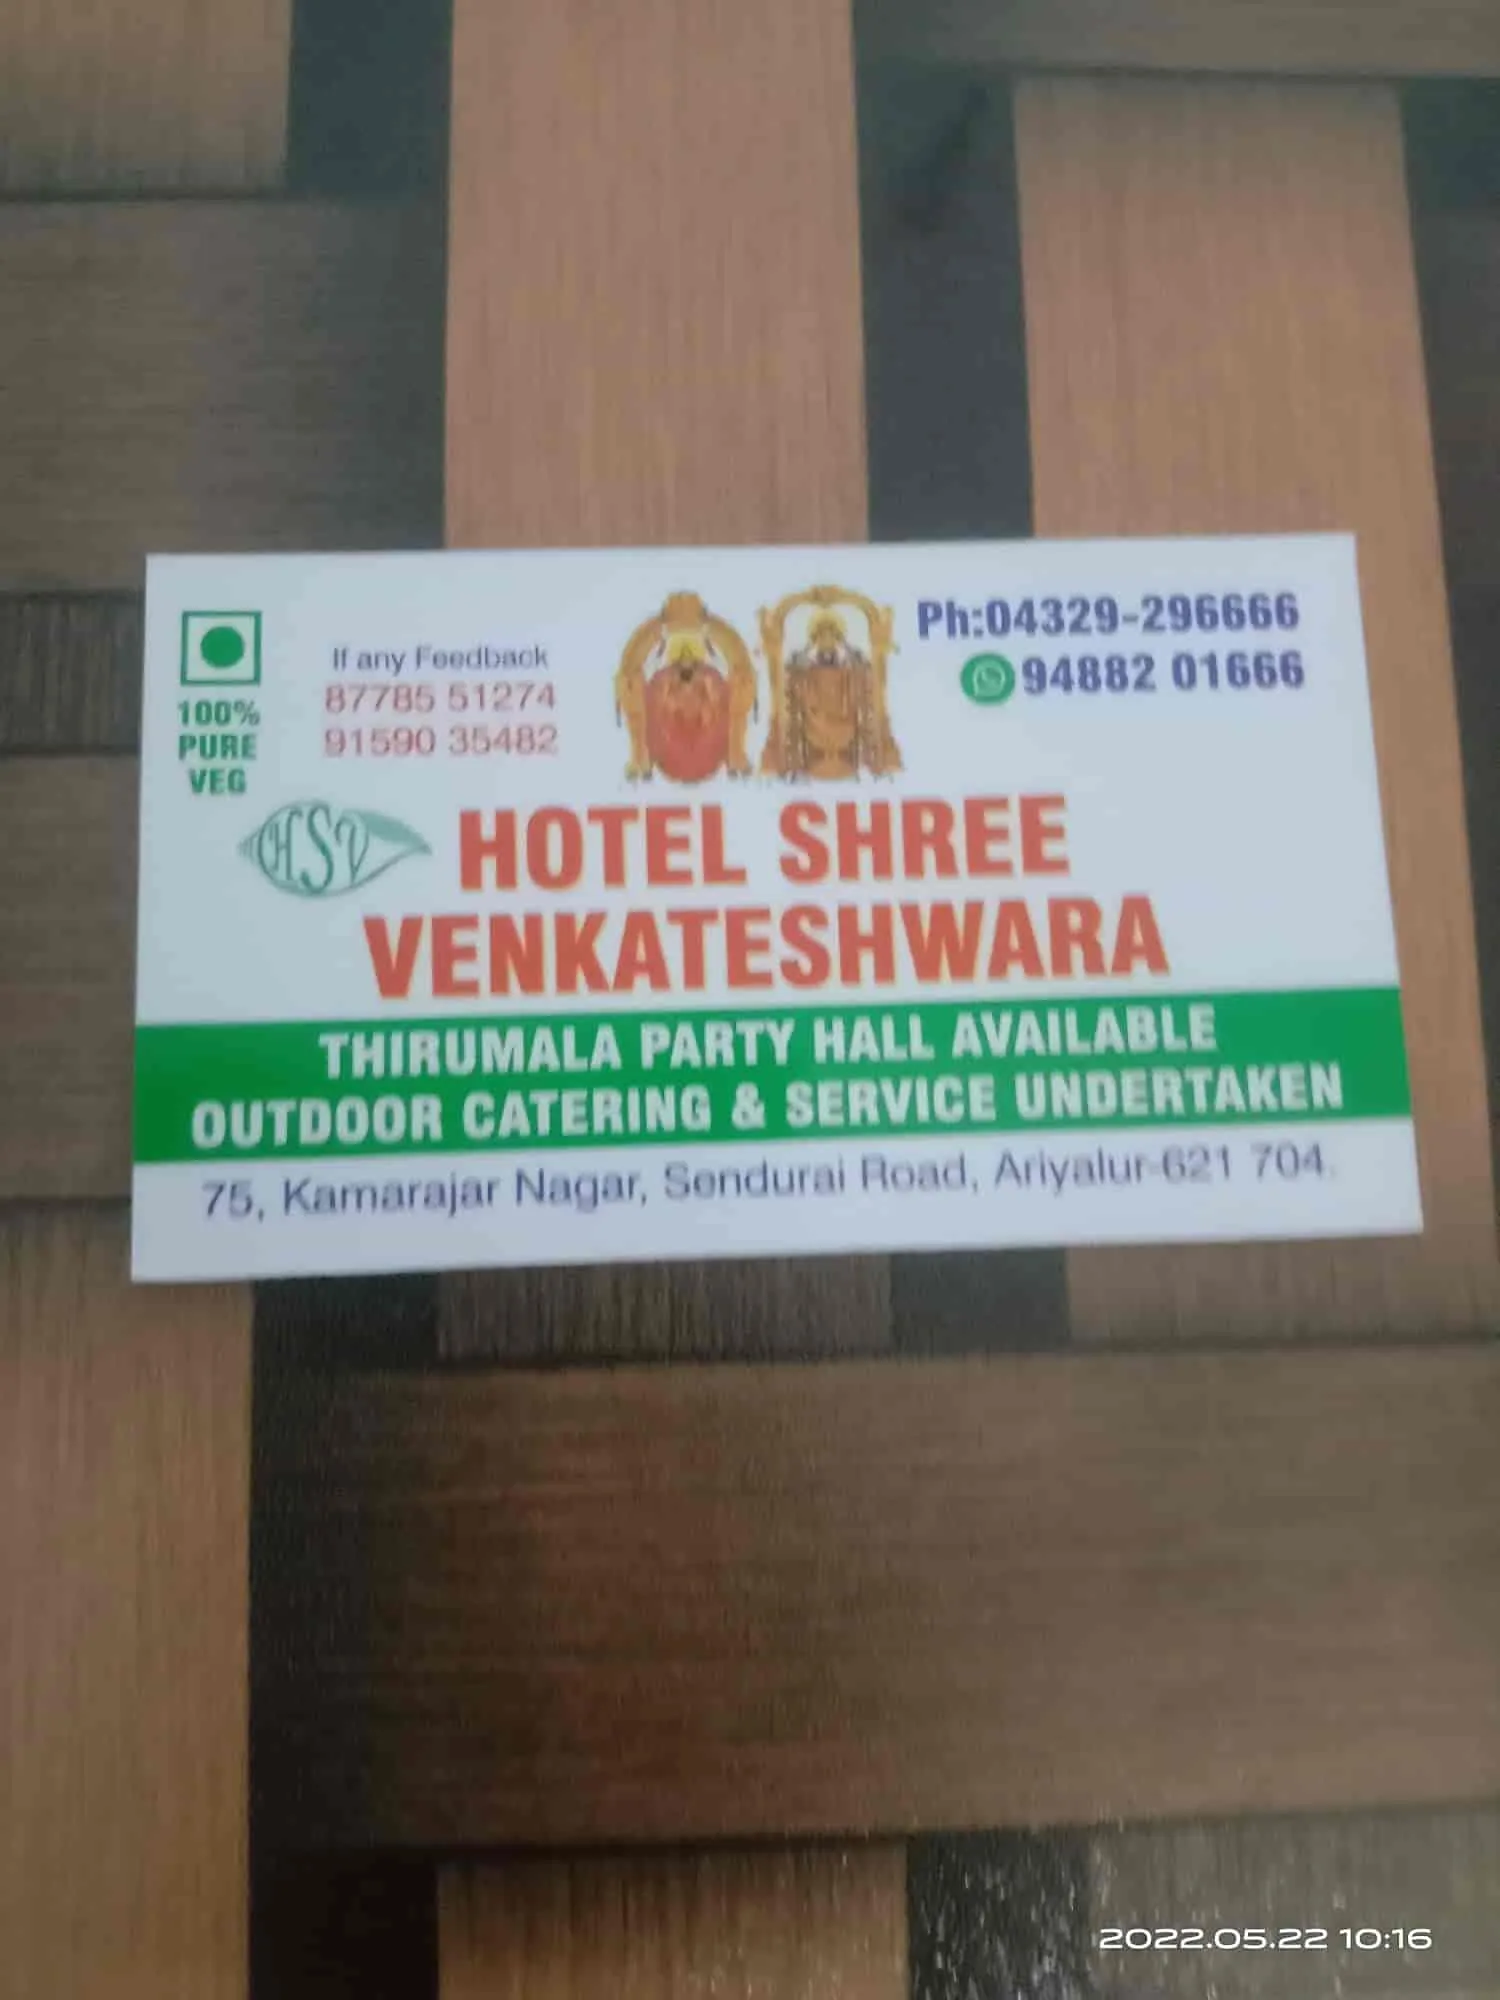 100%
PURE
VEG
If any Feedback
87785 51274
91590 35482
Ph:04329-296666
94882 01666
HSV
HOTEL SHREE
VENKATESHWARA
THIRUMALA PARTY HALL AVAILABLE
OUTDOOR CATERING & SERVICE UNDERTAKEN
75, Kamarajar Nagar, Sendurai Road, Ariyalur-621 704.
2022.05.22 10:16